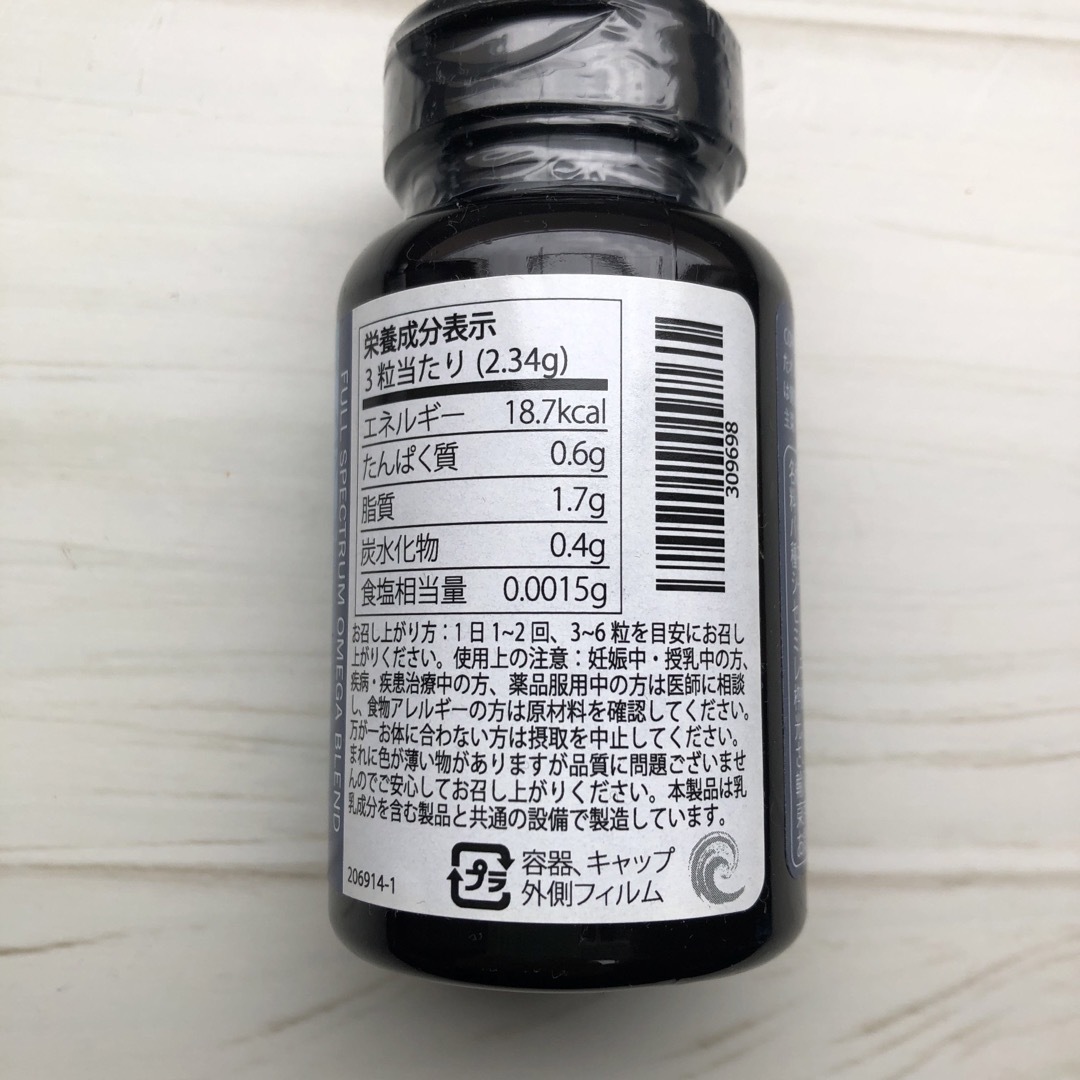 栄養成分表示
3粒当たり (2.34g)
エネルギー 18.7kcal
たんぱく質 0.6g
脂質 1.7g
炭水化物 0.4g
食塩相当量 0.0015g
お召し上がり方：1日1~2回、3~6粒を目安にお召し
上がりください。使用上の注意：妊娠中・授乳中の方、
疾病・疾患治療中の方、薬品服用中の方は医師に相談
し、食物アレルギーの方は原材料を確認してください。
万が一お体に合わない方は摂取を中止してください。
まれに色が薄い物がありますが品質に問題ございませ
んのでご安心してお召し上がりください。本製品は乳
乳成分を含む製品と共通の設備で製造しています。
プラ
容器、キャップ
外側フィルム
206914-1
309698
FULL SPECTRUM OMEGA BLEND